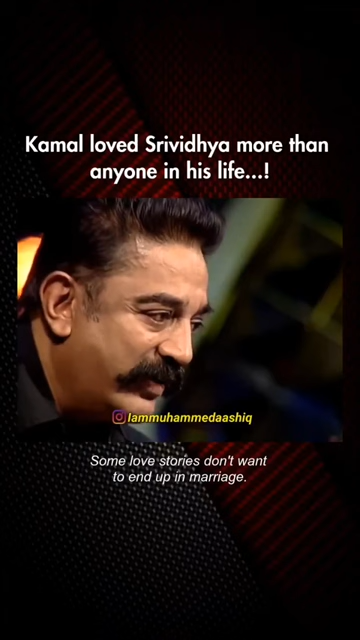 Kamal loved Srividhya more than
anyone in his life...!
Iammuhammedaashiq
Some love stories don't want
to end up in marriage.